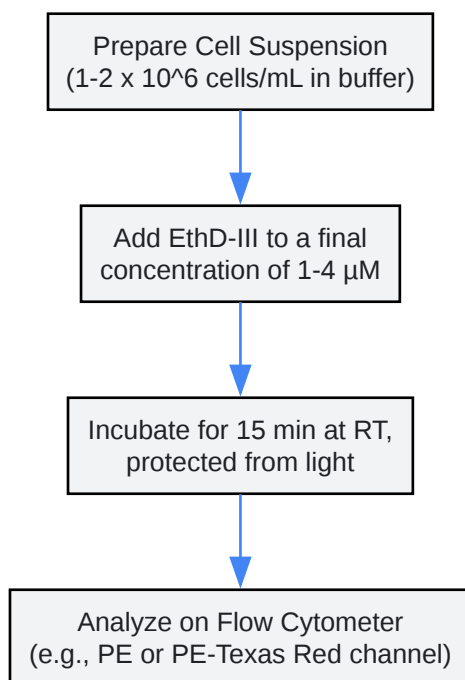 Prepare Cell Suspension
(1-2 x 10^6 cells/mL in buffer)
Add EthD-III to a final
concentration of 1-4 µM
Incubate for 15 min at RT,
protected from light
Analyze on Flow Cytometer
(e.g., PE or PE-Texas Red channel)